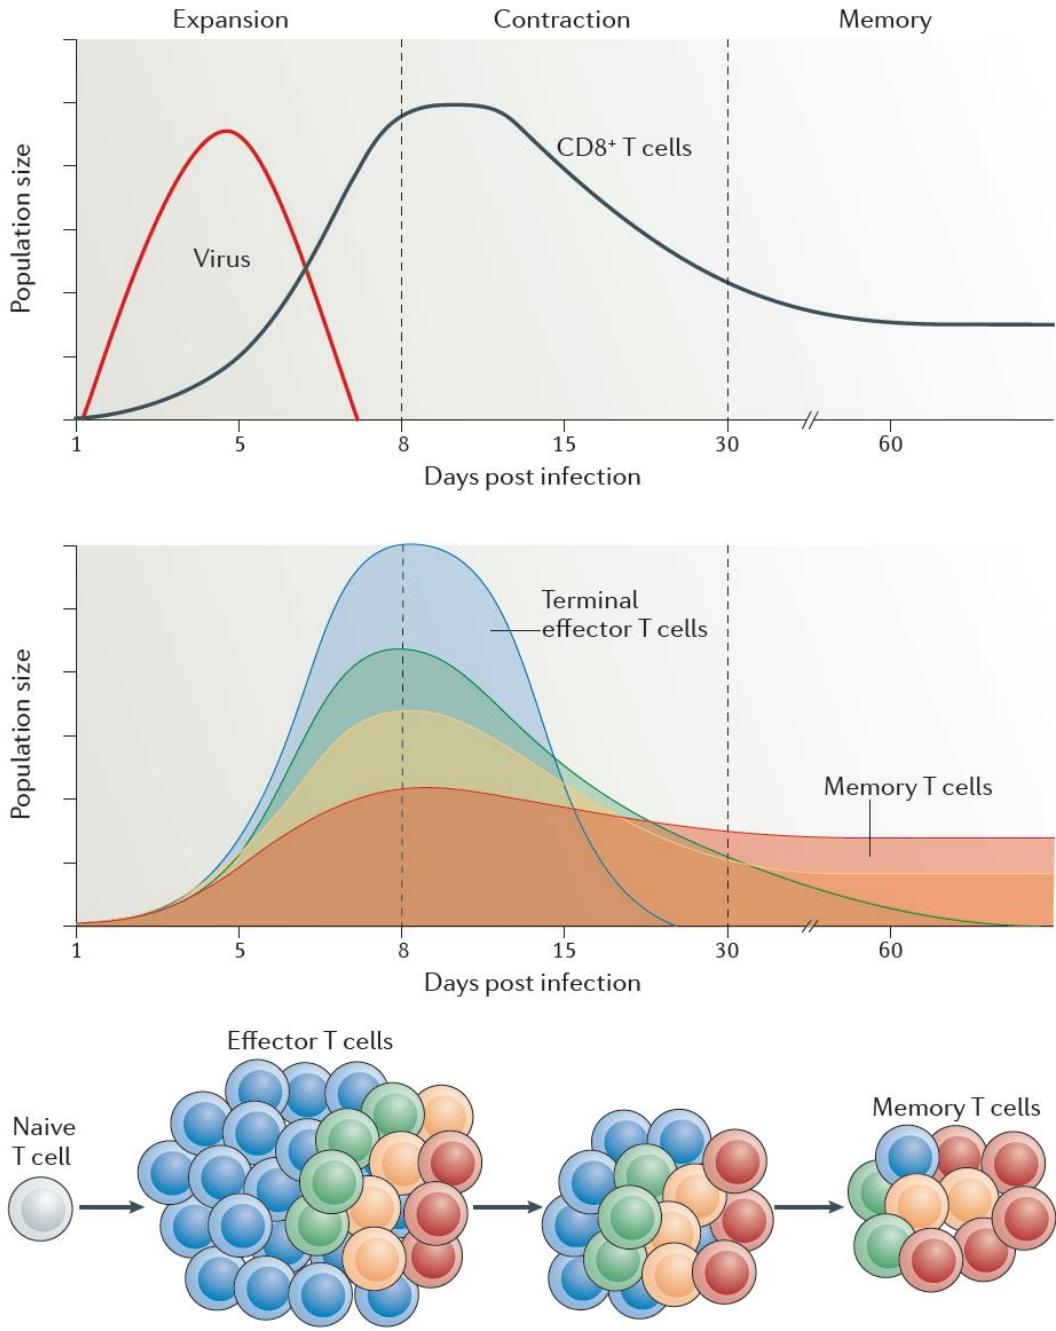 Expansion
Contraction
Memory
Population size
Virus
CD8⁺ T cells
1
5
8
15
30
60
Days post infection
Population size
Terminal
effector T cells
Memory T cells
1
5
8
15
30
60
Days post infection
Effector T cells
Naive
T cell
Memory T cells